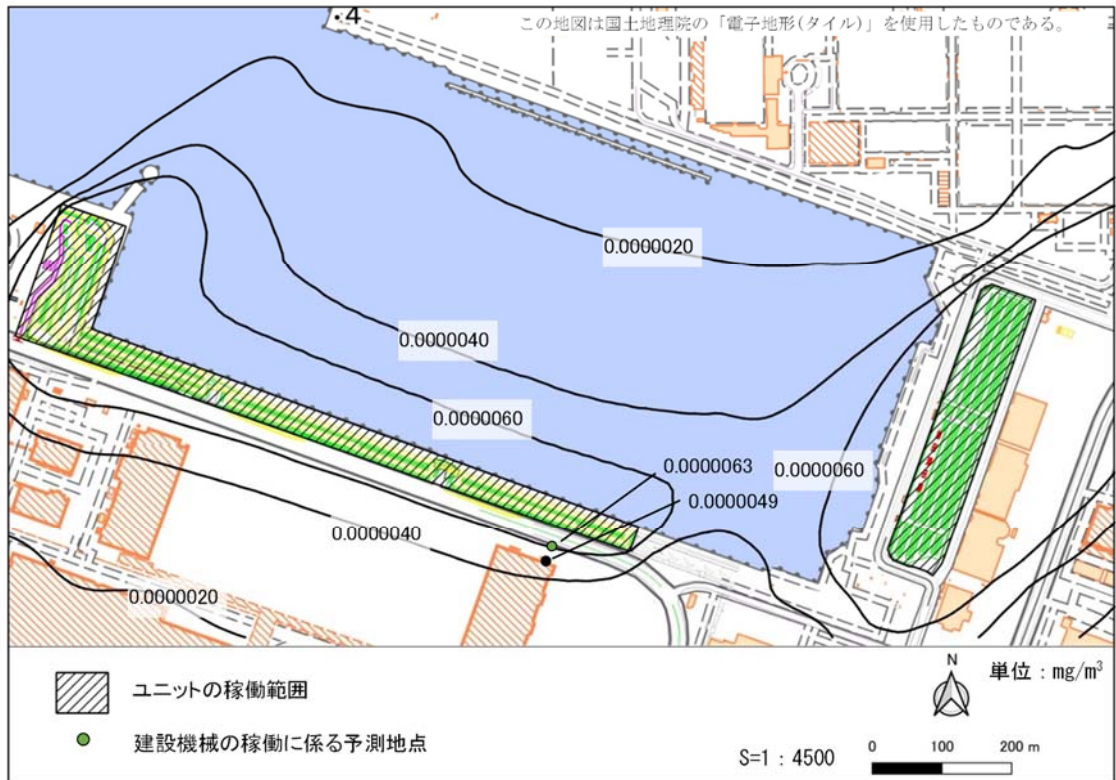 この地図は国土地理院の「電子地形(タイル)」を使用したものである。
4
0.0000020
0.0000040
0.0000060
0.0000063
0.0000060
0.0000049
0.0000040
0.0000020
ユニットの稼働範囲
建設機械の稼働に係る予測地点
N
単位：mg/m³
S=1：4500
0 100 200 m